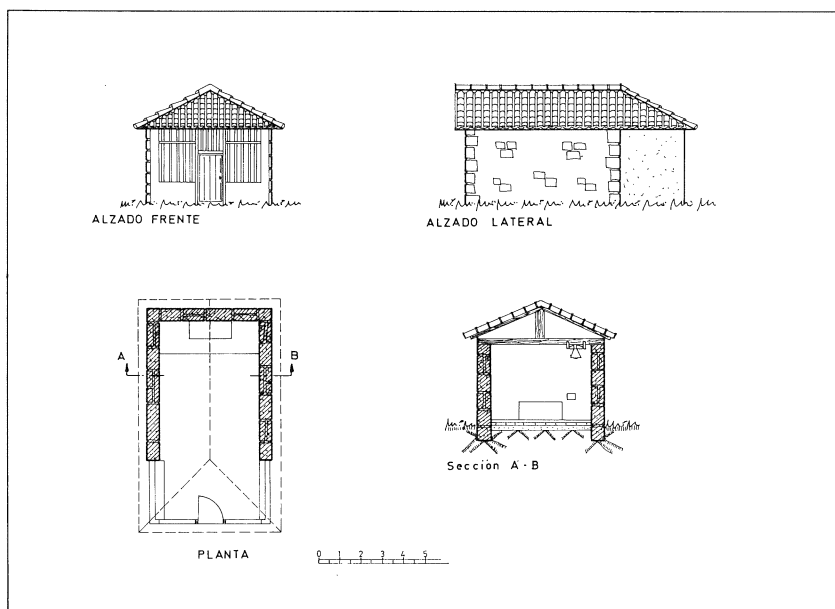 ALZADO FRENTE
ALZADO LATERAL
A
B
Sección A-B
PLANTA
0 1 2 3 4 5